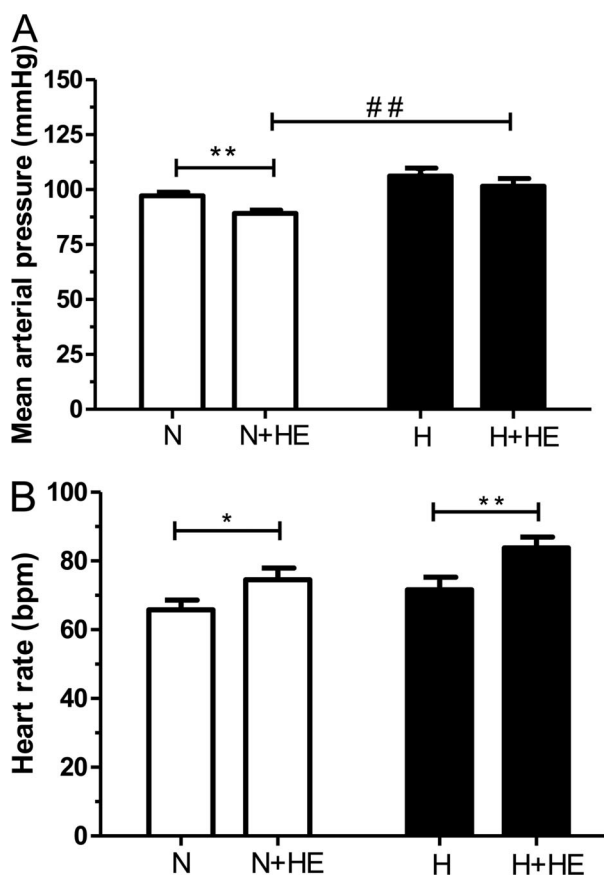 A
Mean arterial pressure (mmHg)
150
125
100
75
50
25
0
**
##
N
N+HE
H
H+HE
B
Heart rate (bpm)
100
80
60
40
20
0
*
**
N
N+HE
H
H+HE